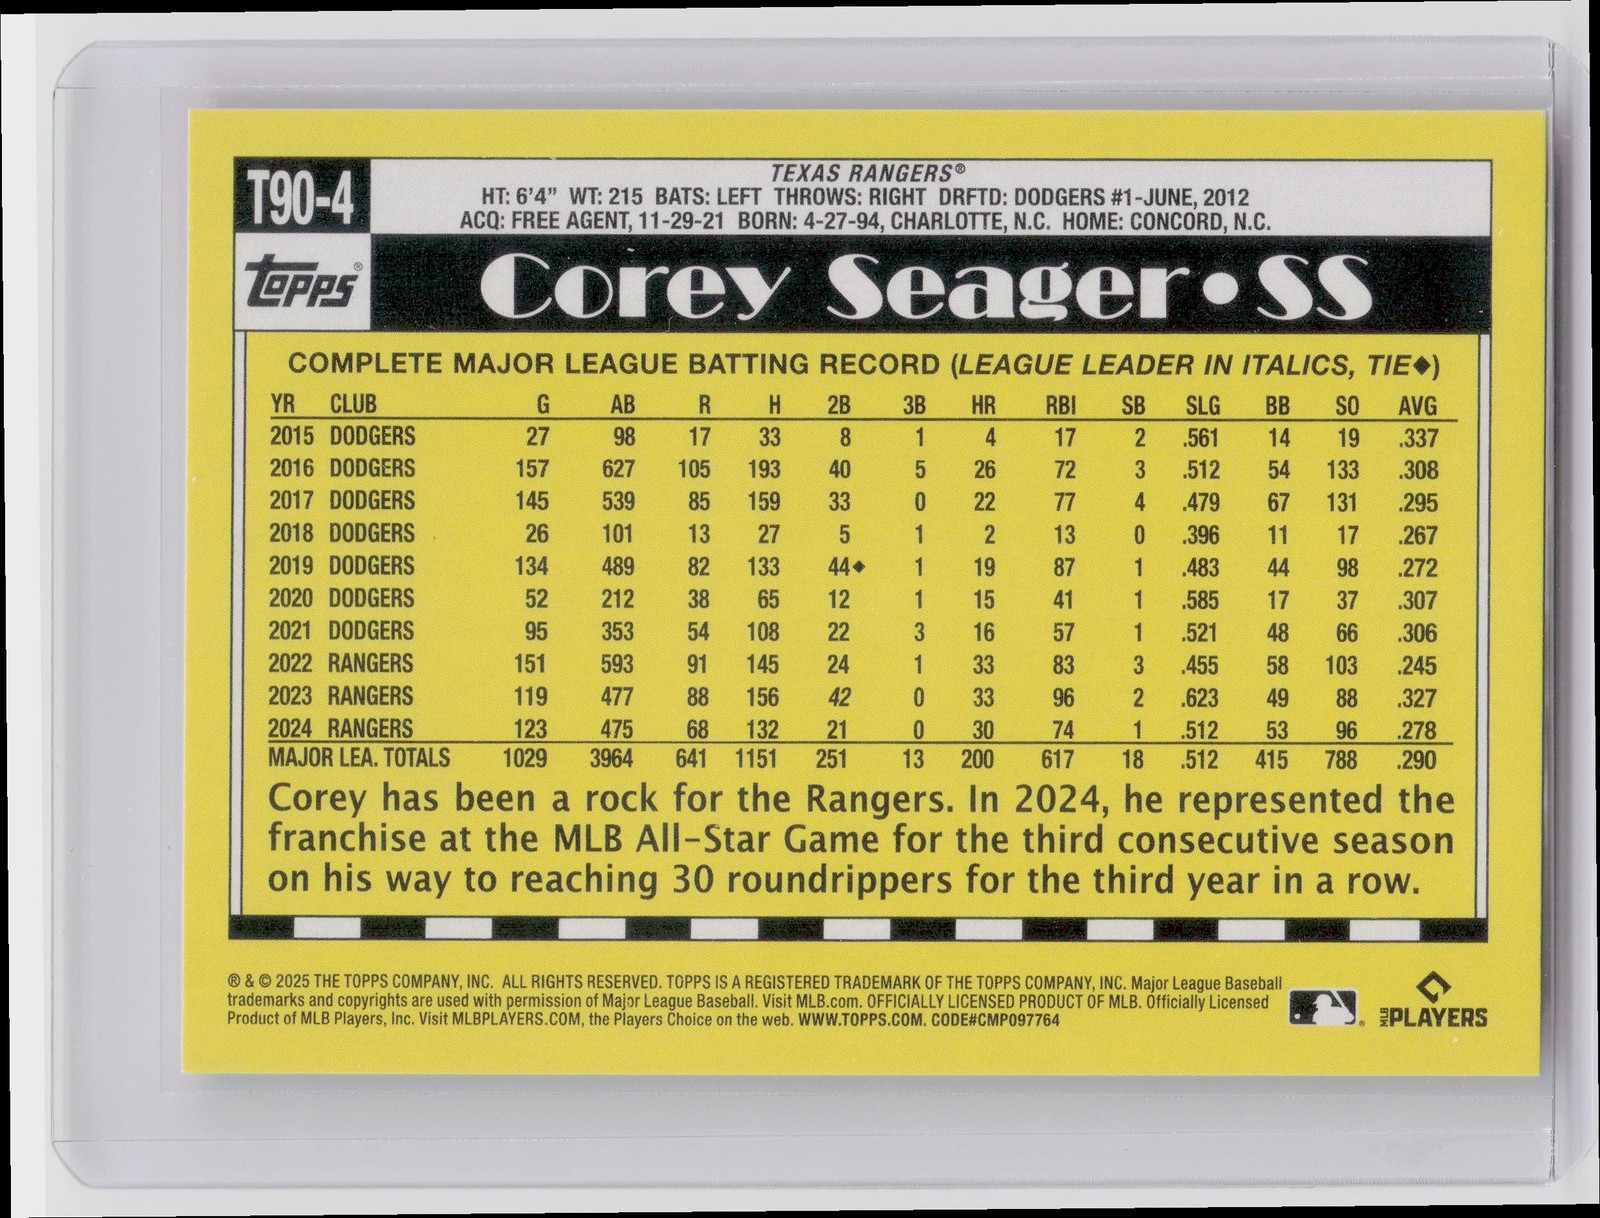 T90-4
TEXAS RANGERS®
HT: 6'4" WT: 215 BATS: LEFT THROWS: RIGHT DRFTD: DODGERS #1-JUNE, 2012
ACQ: FREE AGENT, 11-29-21 BORN: 4-27-94, CHARLOTTE, N.C. HOME: CONCORD, N.C.
TOPPS®
Corey Seager•SS
COMPLETE MAJOR LEAGUE BATTING RECORD (LEAGUE LEADER IN ITALICS, TIE◆)
YR CLUB G AB R H 2B 3B HR RBI SB SLG BB SO AVG
2015 DODGERS 27 98 17 33 8 1 4 17 2 .561 14 19 .337
2016 DODGERS 157 627 105 193 40 5 26 72 3 .512 54 133 .308
2017 DODGERS 145 539 85 159 33 0 22 77 4 .479 67 131 .295
2018 DODGERS 26 101 13 27 5 1 2 13 0 .396 11 17 .267
2019 DODGERS 134 489 82 133 44◆ 1 19 87 1 .483 44 98 .272
2020 DODGERS 52 212 38 65 12 1 15 41 1 .585 17 37 .307
2021 DODGERS 95 353 54 108 22 3 16 57 1 .521 48 66 .306
2022 RANGERS 151 593 91 145 24 1 33 83 3 .455 58 103 .245
2023 RANGERS 119 477 88 156 42 0 33 96 2 .623 49 88 .327
2024 RANGERS 123 475 68 132 21 0 30 74 1 .512 53 96 .278
MAJOR LEA. TOTALS 1029 3964 641 1151 251 13 200 617 18 .512 415 788 .290
Corey has been a rock for the Rangers. In 2024, he represented the
franchise at the MLB All-Star Game for the third consecutive season
on his way to reaching 30 roundrippers for the third year in a row.
® & © 2025 THE TOPPS COMPANY, INC. ALL RIGHTS RESERVED. TOPPS IS A REGISTERED TRADEMARK OF THE TOPPS COMPANY, INC. Major League Baseball
trademarks and copyrights are used with permission of Major League Baseball. Visit MLB.com. OFFICIALLY LICENSED PRODUCT OF MLB. Officially Licensed
Product of MLB Players, Inc. Visit MLBPLAYERS.COM, the Players Choice on the web. WWW.TOPPS.COM. CODE#CMP097764
MLB PLAYERS